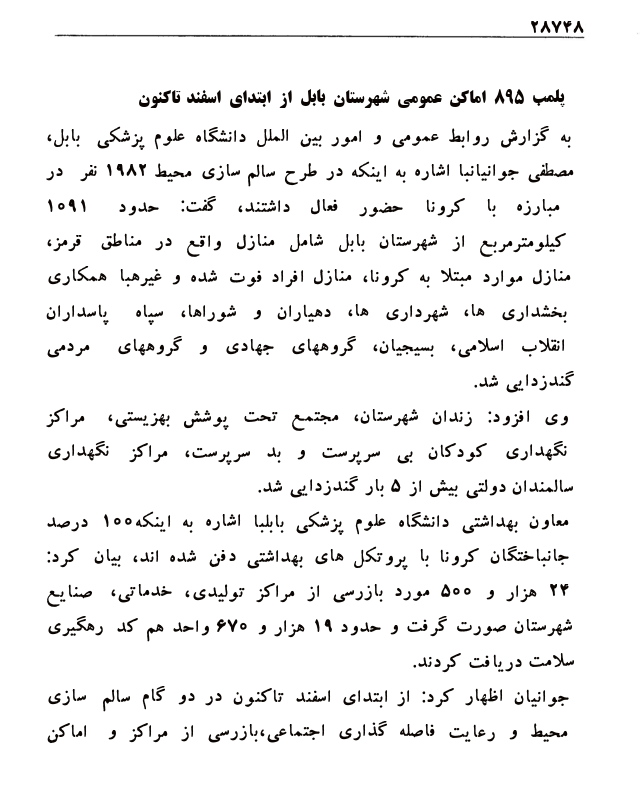 ۲۸۷۴۸
پلمب ۸۹۵ اماکن عمومی شهرستان بابل از ابتدای اسفند تاکنون
به گزارش روابط عمومی و امور بین الملل دانشگاه علوم پزشکی بابل،
مصطفی جوانیانبا اشاره به اینکه در طرح سالم سازی محیط ۱۹۸۲ نفر در
مبارزه با کرونا حضور فعال داشتند، گفت: حدود ۱۰۹۱
کیلومترمربع از شهرستان بابل شامل منازل واقع در مناطق قرمز،
منازل موارد مبتلا به کرونا، منازل افراد فوت شده و غیرهبا همکاری
بخشداری ها، شهرداری ها، دهیاران و شوراها، سپاه پاسداران
انقلاب اسلامی، بسیجیان، گروههای جهادی و گروههای مردمی
گندزدایی شد.
وی افزود: زندان شهرستان، مجتمع تحت پوشش بهزیستی، مراکز
نگهداری کودکان بی سرپرست و بد سرپرست، مراکز نگهداری
سالمندان دولتی بیش از ۵ بار گندزدایی شد.
معاون بهداشتی دانشگاه علوم پزشکی بابلبا اشاره به اینکه۱۰۰ درصد
جانباختگان کرونا با پروتکل های بهداشتی دفن شده اند، بیان کرد:
۲۴ هزار و ۵۰۰ مورد بازرسی از مراکز تولیدی، خدماتی، صنایع
شهرستان صورت گرفت و حدود ۱۹ هزار و ۶۷۰ واحد هم کد رهگیری
سلامت دریافت کردند.
جوانیان اظهار کرد: از ابتدای اسفند تاکنون در دو گام سالم سازی
محیط و رعایت فاصله گذاری اجتماعی،بازرسی از مراکز و اماکن